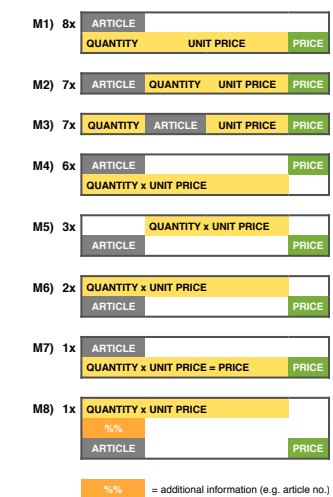 M1) 8x ARTICLE
QUANTITY UNIT PRICE PRICE
M2) 7x ARTICLE QUANTITY UNIT PRICE PRICE
M3) 7x QUANTITY ARTICLE UNIT PRICE PRICE
M4) 6x ARTICLE PRICE
QUANTITY x UNIT PRICE
M5) 3x QUANTITY x UNIT PRICE
ARTICLE PRICE
M6) 2x QUANTITY x UNIT PRICE
ARTICLE PRICE
M7) 1x ARTICLE
QUANTITY x UNIT PRICE = PRICE PRICE
M8) 1x QUANTITY x UNIT PRICE
%%
ARTICLE PRICE
%% = additional information (e.g. article no.)